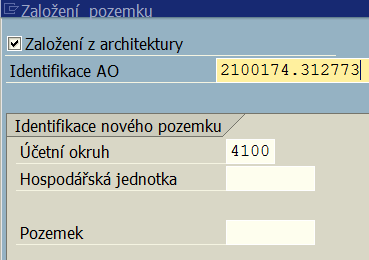 Založení pozemku
Založení z architektury
Identifikace AO 2100174.312773
Identifikace nového pozemku
Účetní okruh 4100
Hospodářská jednotka
Pozemek